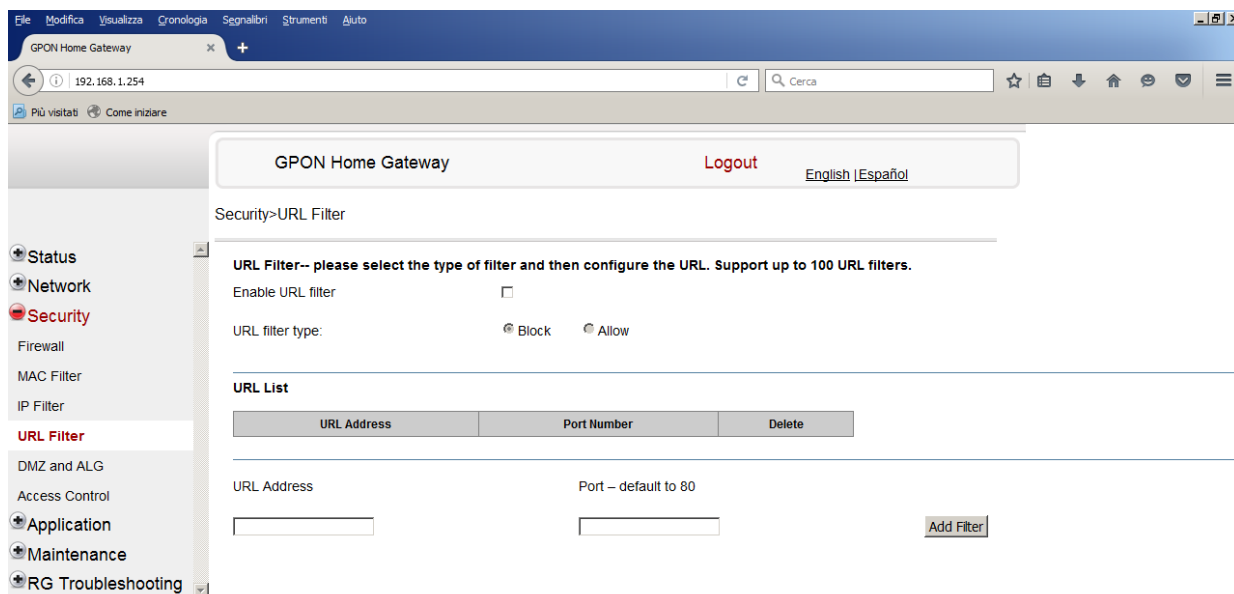 File Modifica Visualizza Cronologia Segnalibri Strumenti Aiuto
GPON Home Gateway
192.168.1.254
Cerca
Più visitati Come iniziare
GPON Home Gateway
Logout
English | Español
Security>URL Filter
Status
Network
Security
Firewall
MAC Filter
IP Filter
URL Filter
DMZ and ALG
Access Control
Application
Maintenance
RG Troubleshooting
URL Filter-- please select the type of filter and then configure the URL. Support up to 100 URL filters.
Enable URL filter
URL filter type: Block Allow
URL List
URL Address Port Number Delete
URL Address Port – default to 80
Add Filter